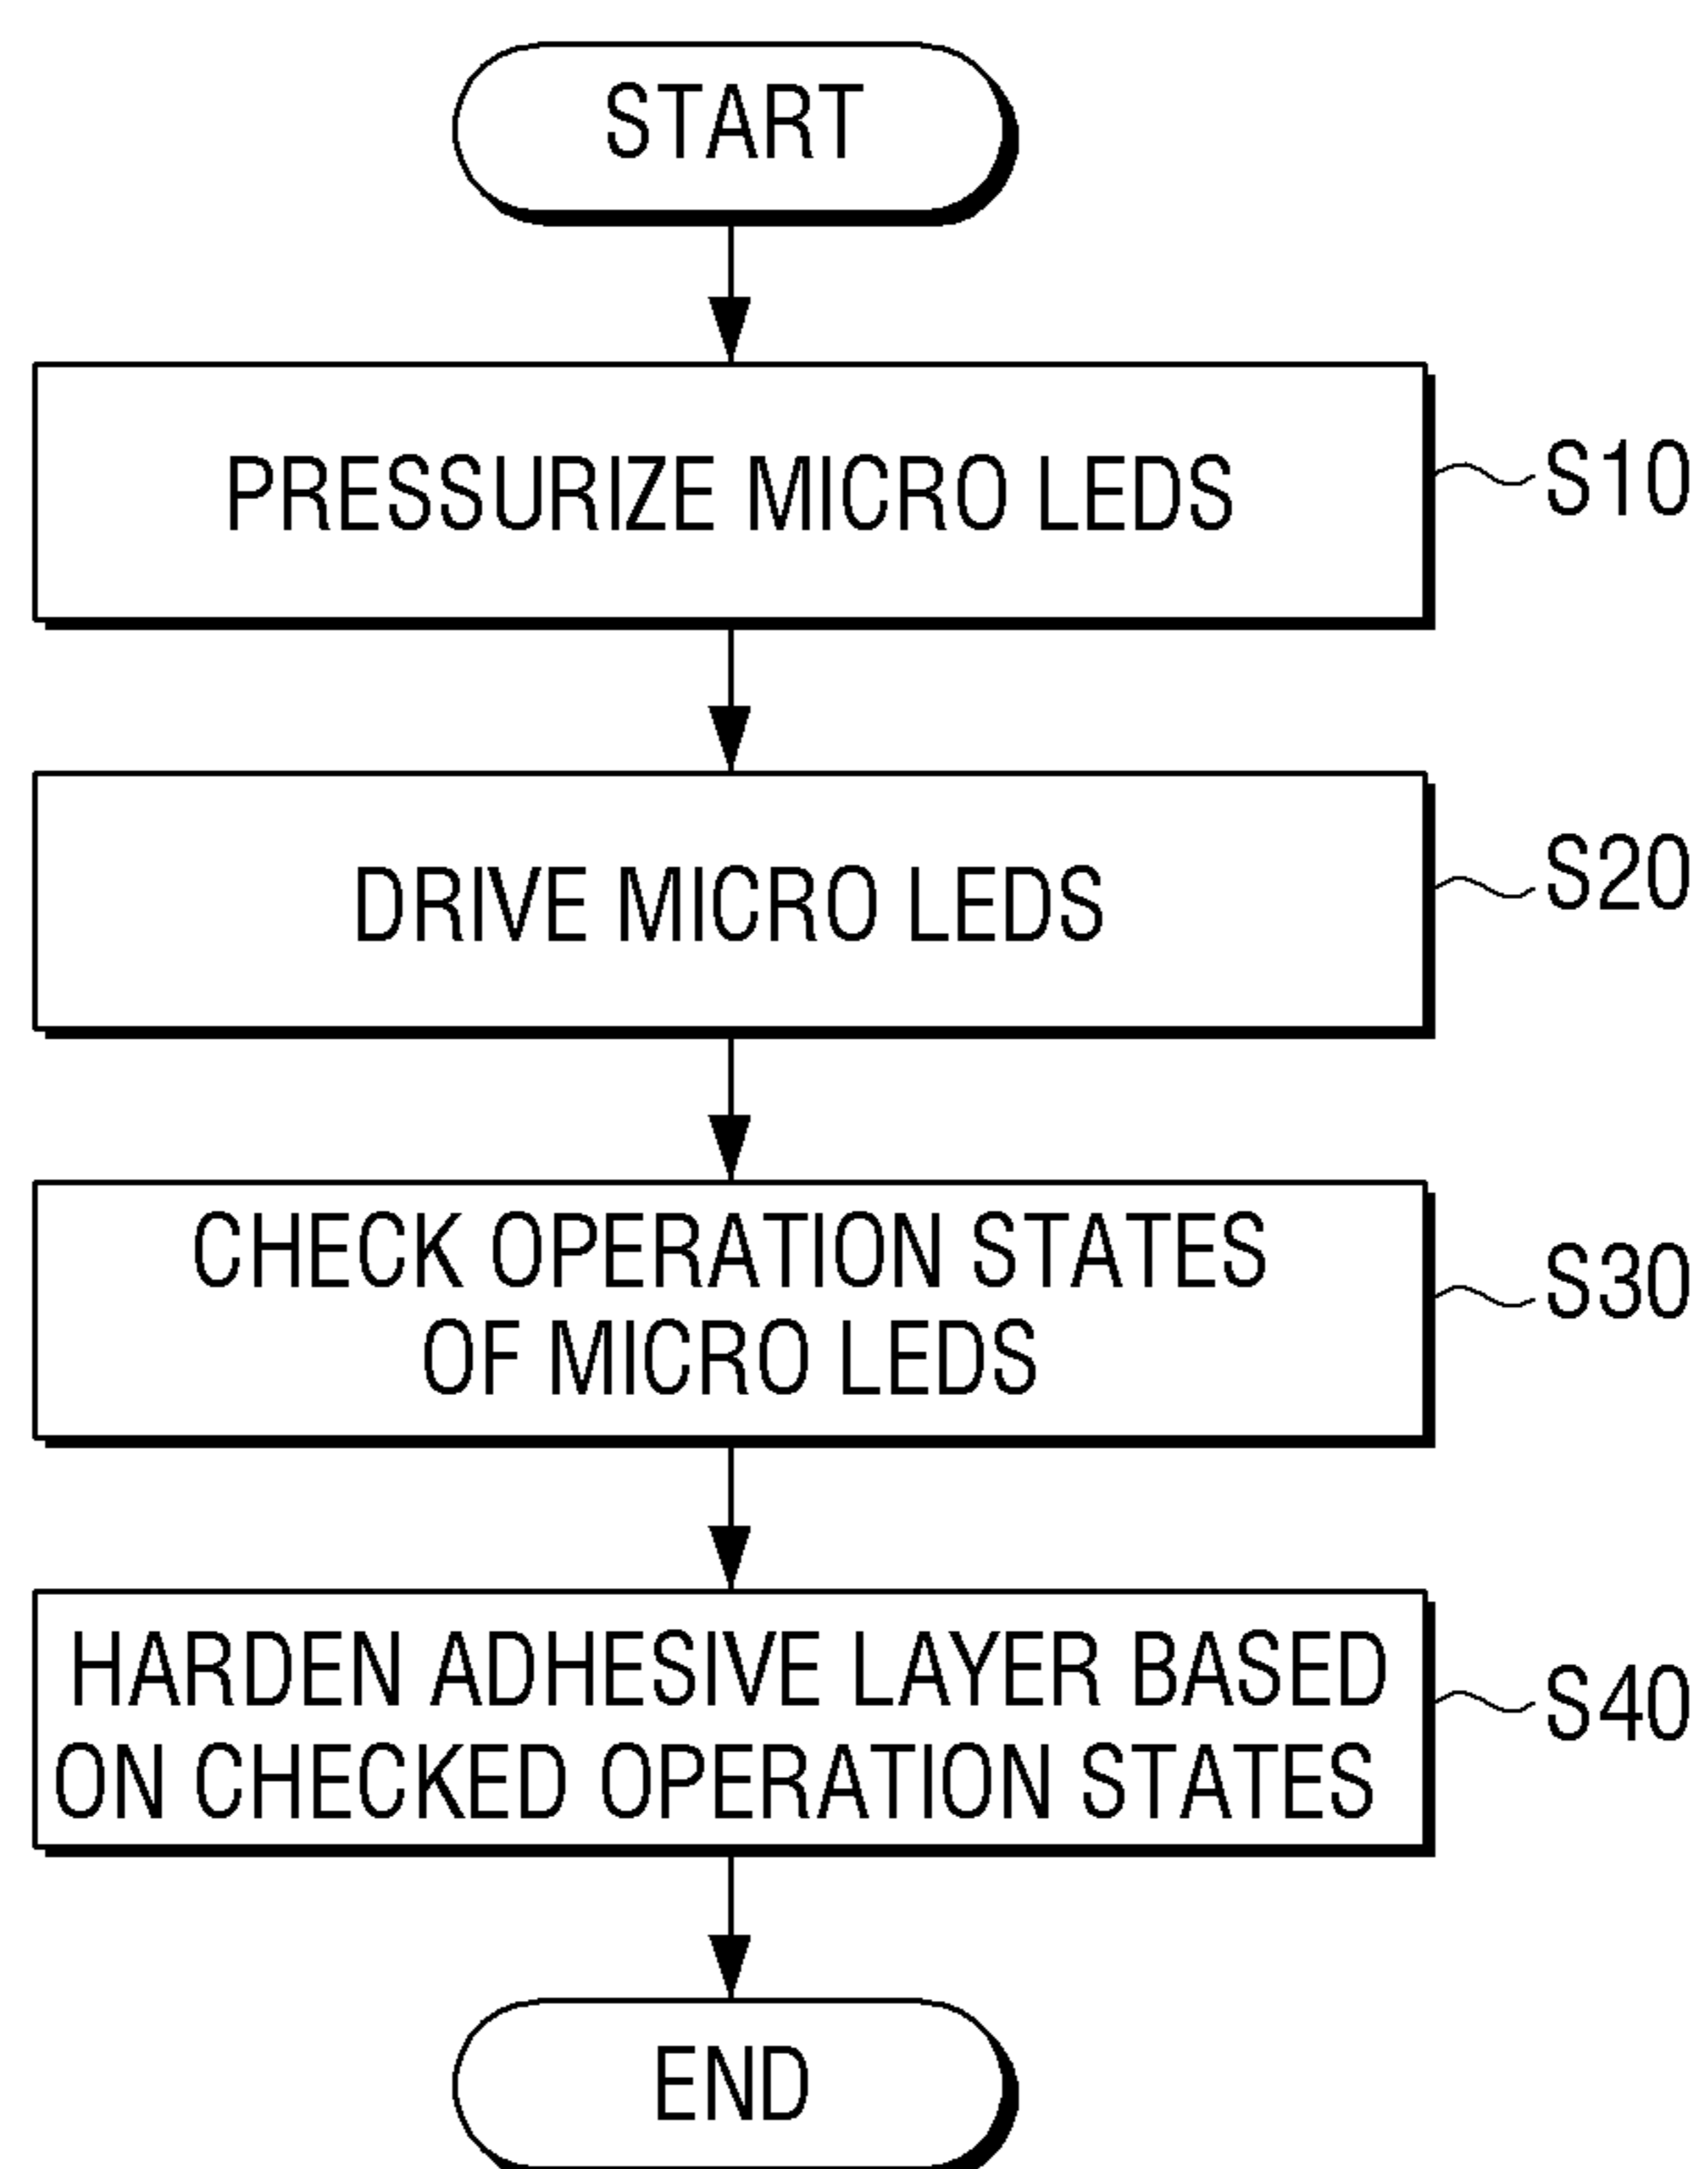 START
PRESSURIZE MICRO LEDS
S10
DRIVE MICRO LEDS
S20
CHECK OPERATION STATES
OF MICRO LEDS
S30
HARDEN ADHESIVE LAYER BASED
ON CHECKED OPERATION STATES
S40
END